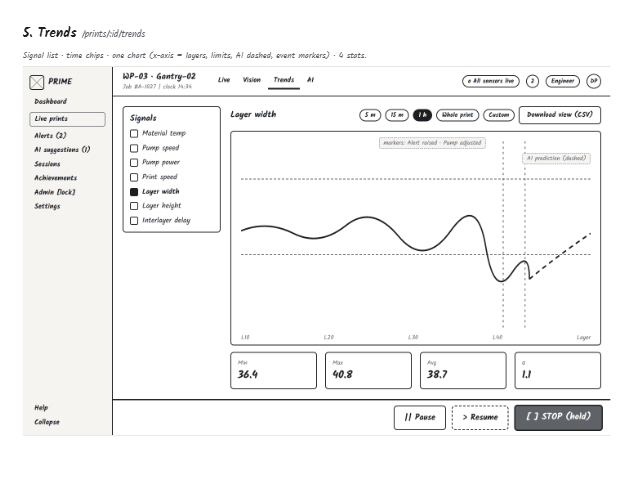 5. Trends /prints/:id/trends
Signal list · time chips · one chart (x-axis = layers, limits, AI dashed, event markers) · 4 stats.
PRIME
WP-03 · Gantry-02
Job #A-1027 | clock 14:34
Live Vision Trends AI
All sensors live 2 Engineer DP
Dashboard
Live prints
Alerts (2)
AI suggestions (1)
Sessions
Achievements
Admin [lock]
Settings
Help
Collapse
Signals
Material temp
Pump speed
Pump power
Print speed
Layer width
Layer height
Interlayer delay
Layer width
5 m 15 m 1 h Whole print Custom Download view (CSV)
markers: Alert raised · Pump adjusted
AI prediction (dashed)
L10 L20 L30 L40 Layer
Min
36.4
Max
40.8
Avg
38.7
σ
1.1
|| Pause > Resume [ ] STOP (hold)